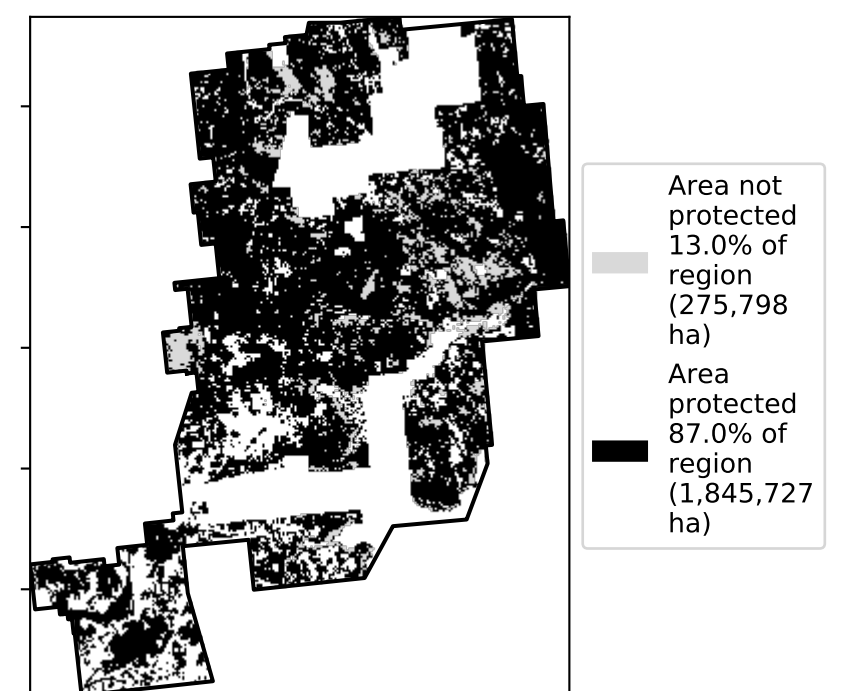 Area not
protected
13.0% of
region
(275,798
ha)
Area
protected
87.0% of
region
(1,845,727
ha)